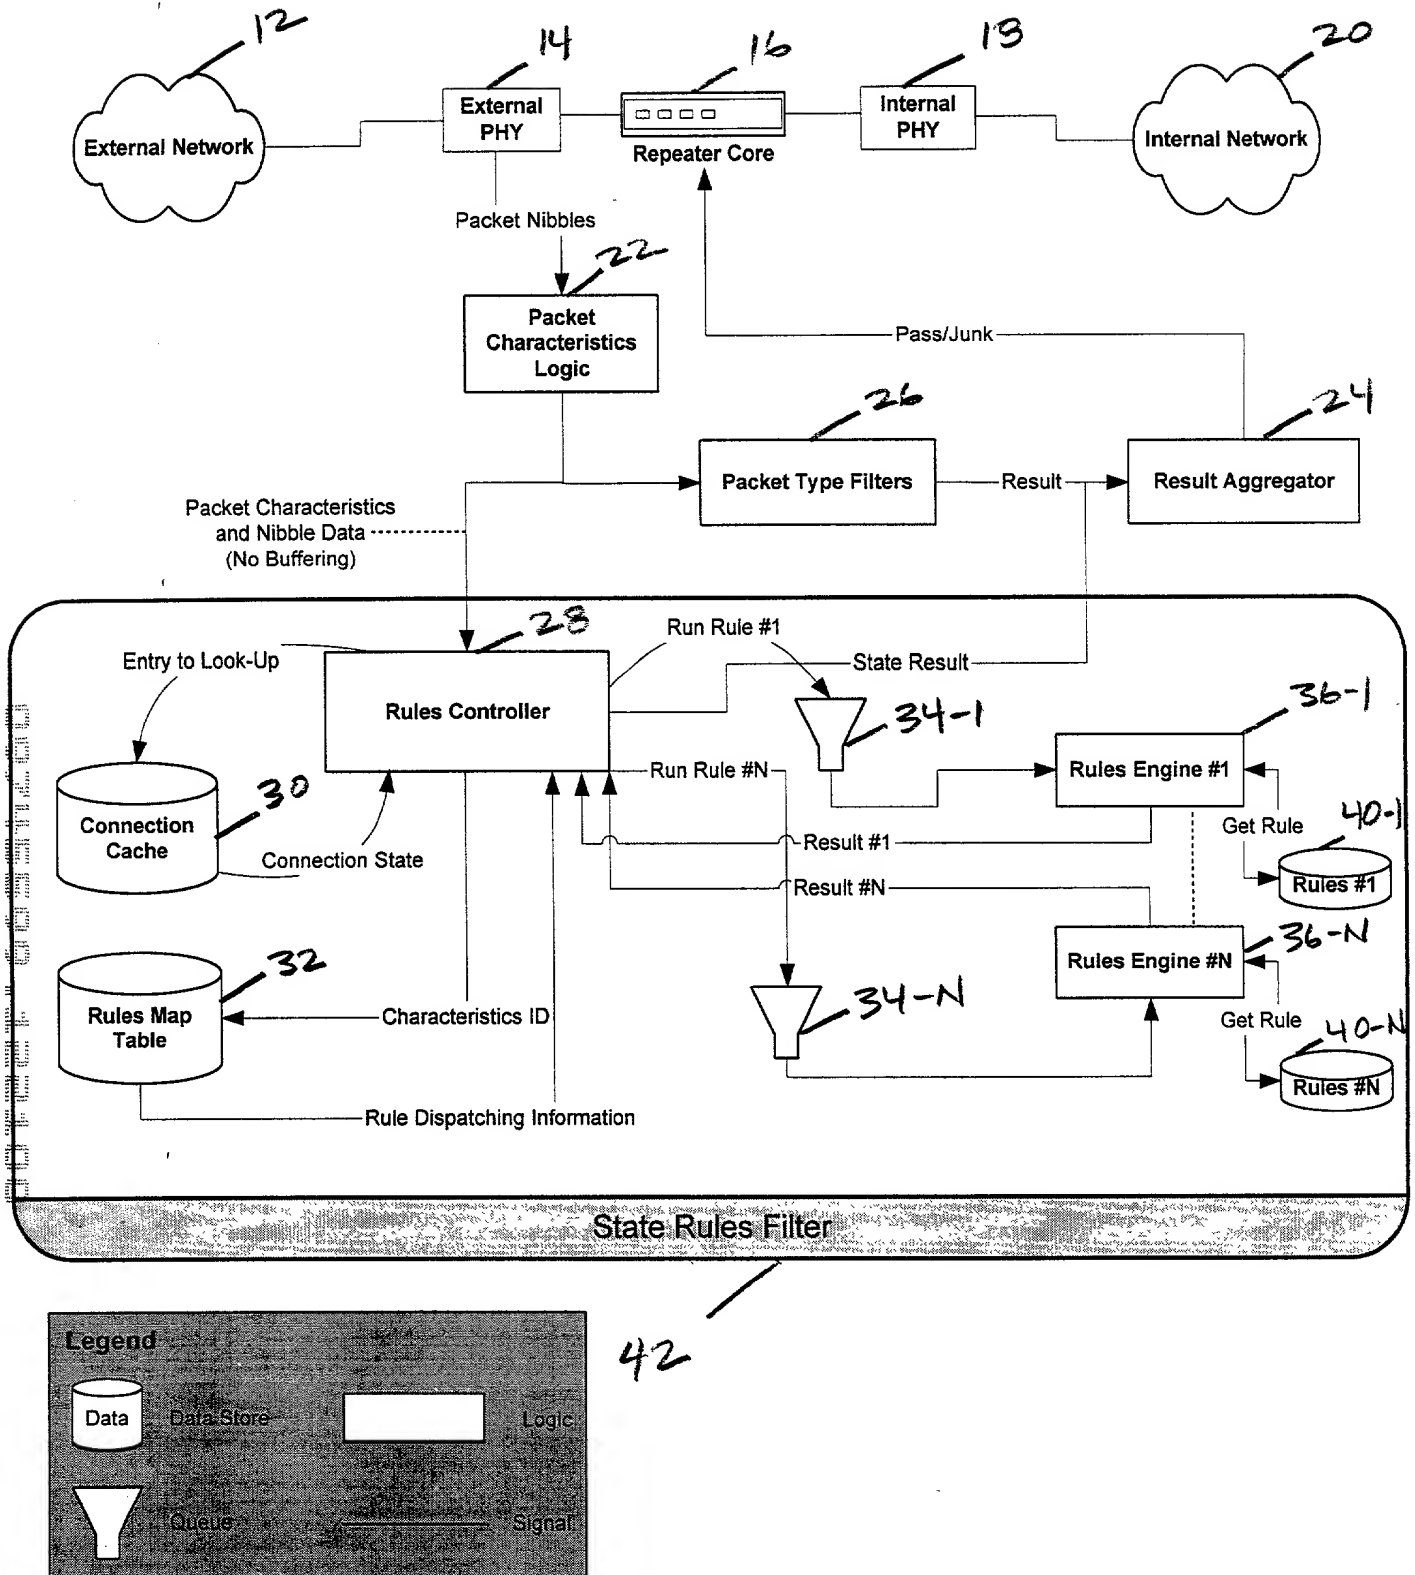 12
14
16
18
20
External Network
External
PHY
Repeater Core
Internal
PHY
Internal Network
Packet Nibbles
22
Packet
Characteristics
Logic
Pass/Junk
26
24
Packet Type Filters
Result
Result Aggregator
Packet Characteristics
and Nibble Data
(No Buffering)
28
Run Rule #1
Entry to Look-Up
State Result
Rules Controller
34-1
36-1
Run Rule #N
Rules Engine #1
30
Connection
Cache
Get Rule
40-1
Result #1
Connection State
Rules #1
Result #N
36-N
32
Rules Engine #N
34-N
Rules Map
Table
Characteristics ID
Get Rule
40-N
Rules #N
Rule Dispatching Information
State Rules Filter
42
Legend
Data
Data Store
Logic
Queue
Signal